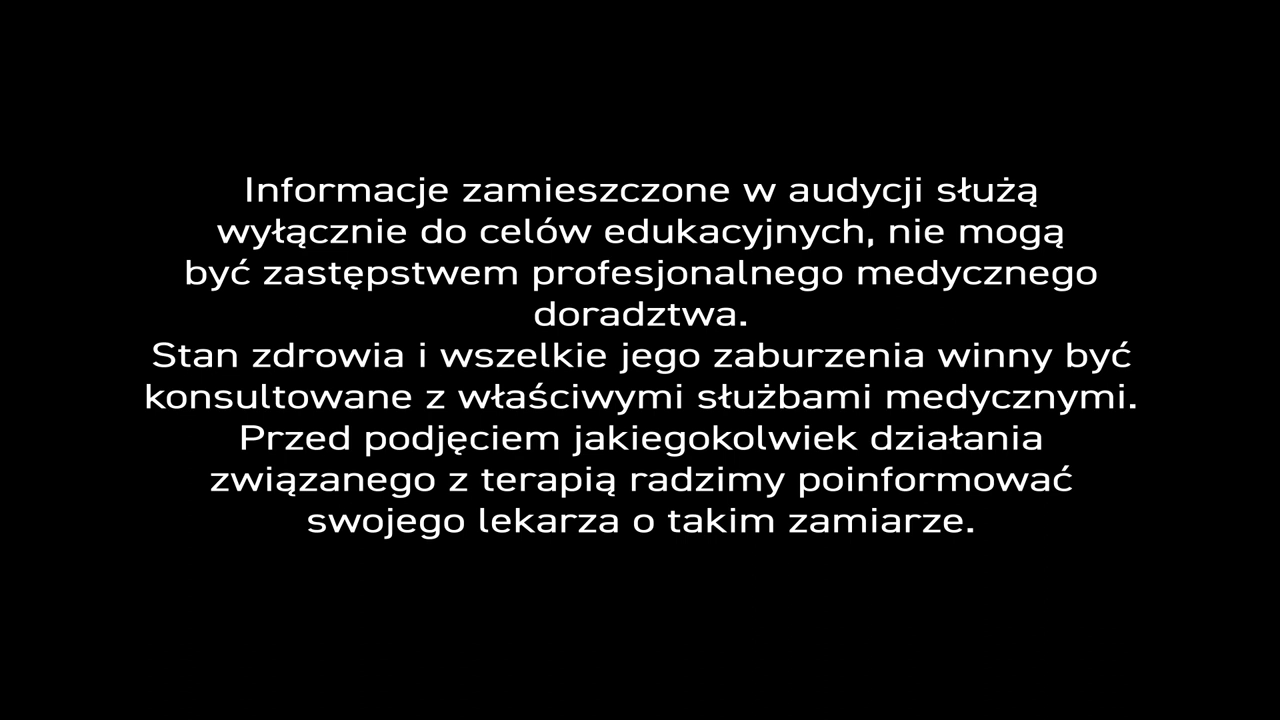 Informacje zamieszczone w audycji służą
wyłącznie do celów edukacyjnych, nie mogą
być zastępstwem profesjonalnego medycznego
doradztwa.
Stan zdrowia i wszelkie jego zaburzenia winny być
konsultowane z właściwymi służbami medycznymi.
Przed podjęciem jakiegokolwiek działania
związanego z terapią radzimy poinformować
swojego lekarza o takim zamiarze.